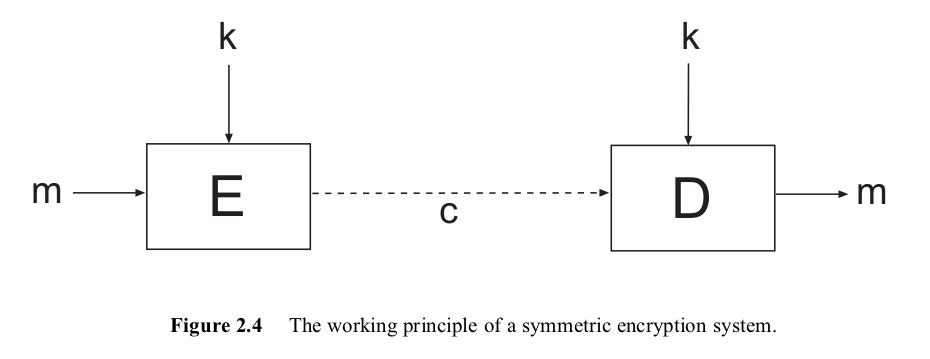 k k
m E D m
c
Figure 2.4 The working principle of a symmetric encryption system.